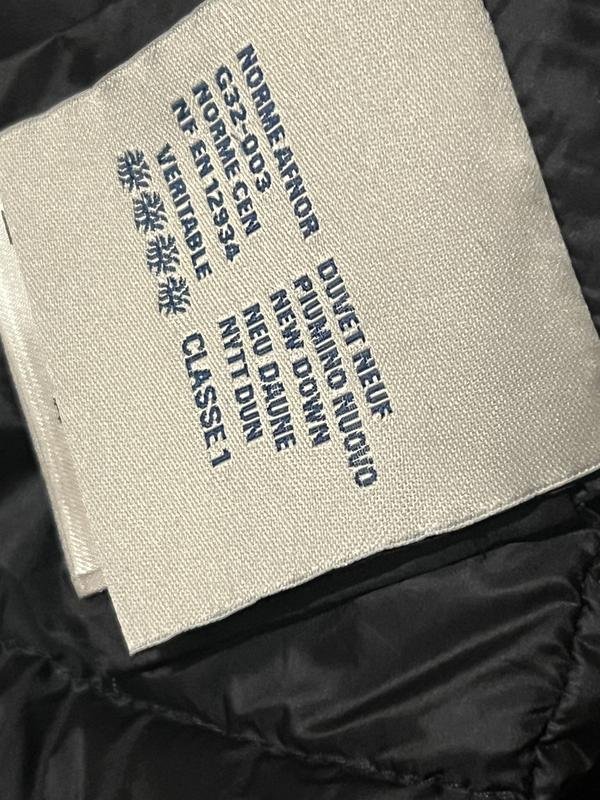 NORME AFNOR
G32-003
NORME CEN
NF EN 12934
VERITABLE
DUVET NEUF
PIUMINO NUOVO
NEW DOWN
NEU DAUNE
NYTT DUN
CLASSE 1